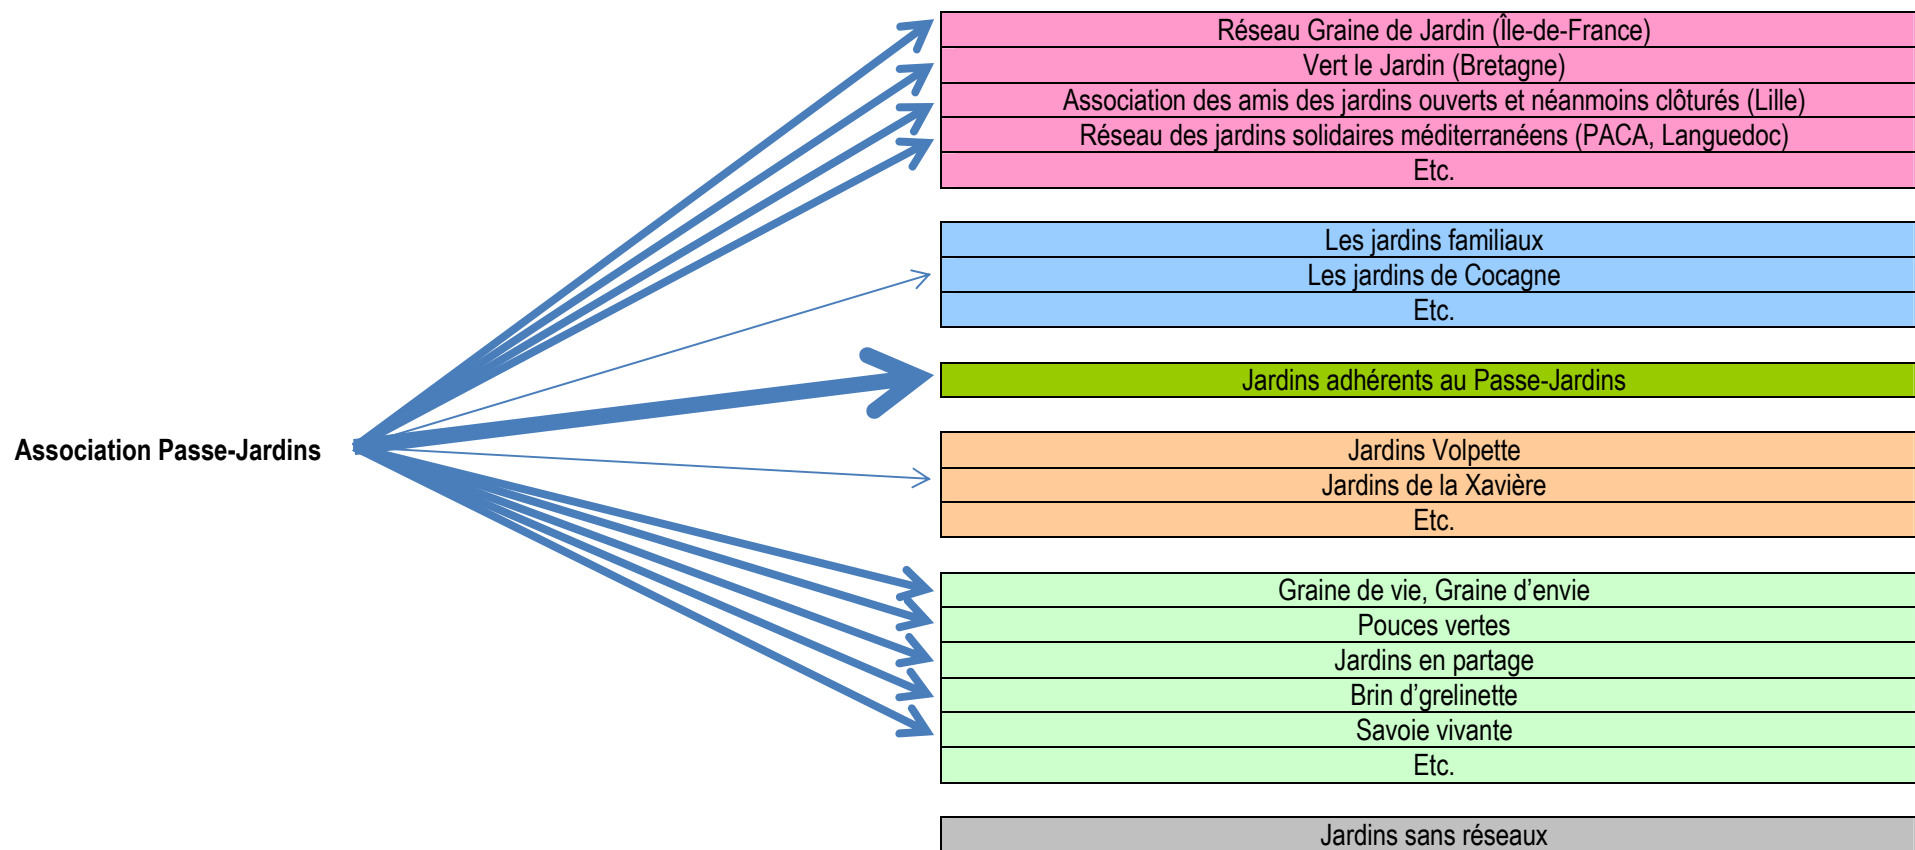 Réseau Graine de Jardin (Île-de-France)
Vert le Jardin (Bretagne)
Association des amis des jardins ouverts et néanmoins clôturés (Lille)
Réseau des jardins solidaires méditerranéens (PACA, Languedoc)
Etc.
Les jardins familiaux
Les jardins de Cocagne
Etc.
Jardins adhérents au Passe-Jardins
Association Passe-Jardins
Jardins Volpette
Jardins de la Xavière
Etc.
Graine de vie, Graine d’envie
Pouces vertes
Jardins en partage
Brin d’grelinette
Savoie vivante
Etc.
Jardins sans réseaux